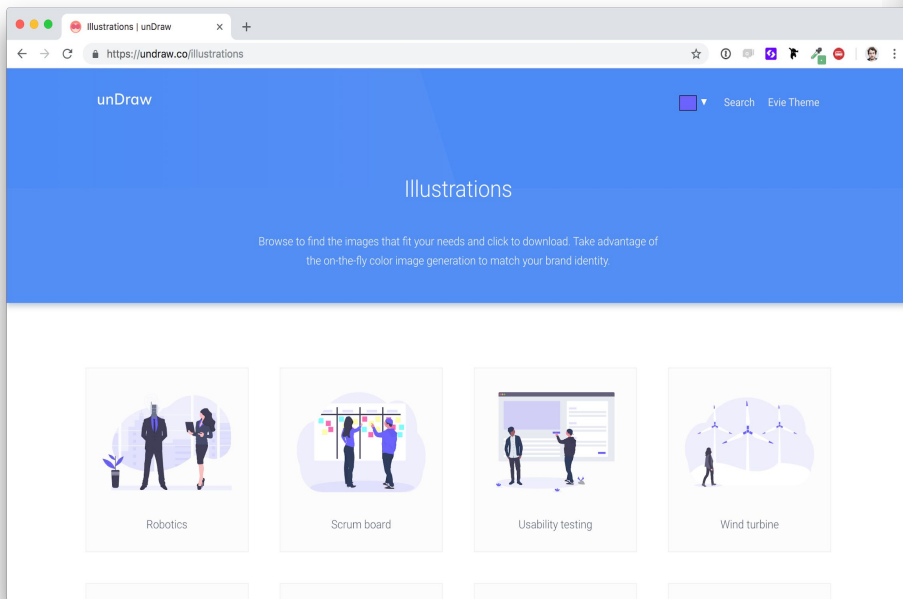 Illustrations | unDraw
https://undraw.co/illustrations
unDraw
Search Evie Theme
Illustrations
Browse to find the images that fit your needs and click to download. Take advantage of
the on-the-fly color image generation to match your brand identity.
Robotics
Scrum board
Usability testing
Wind turbine